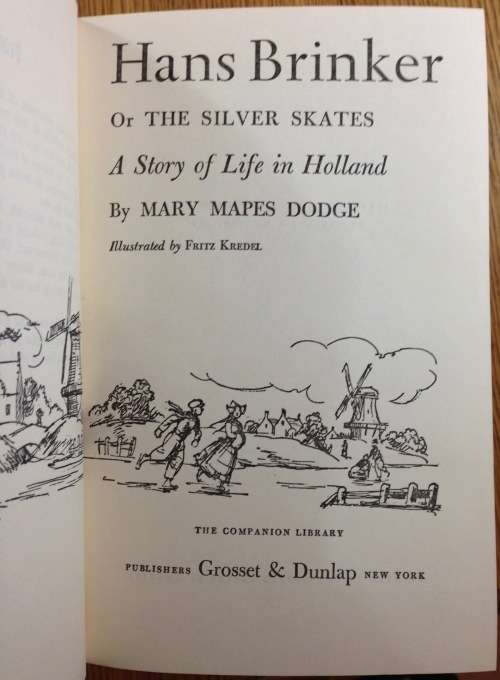 Hans Brinker
Or THE SILVER SKATES
A Story of Life in Holland
By MARY MAPES DODGE
Illustrated by FRITZ KREDEL
THE COMPANION LIBRARY
PUBLISHERS Grosset & Dunlap NEW YORK